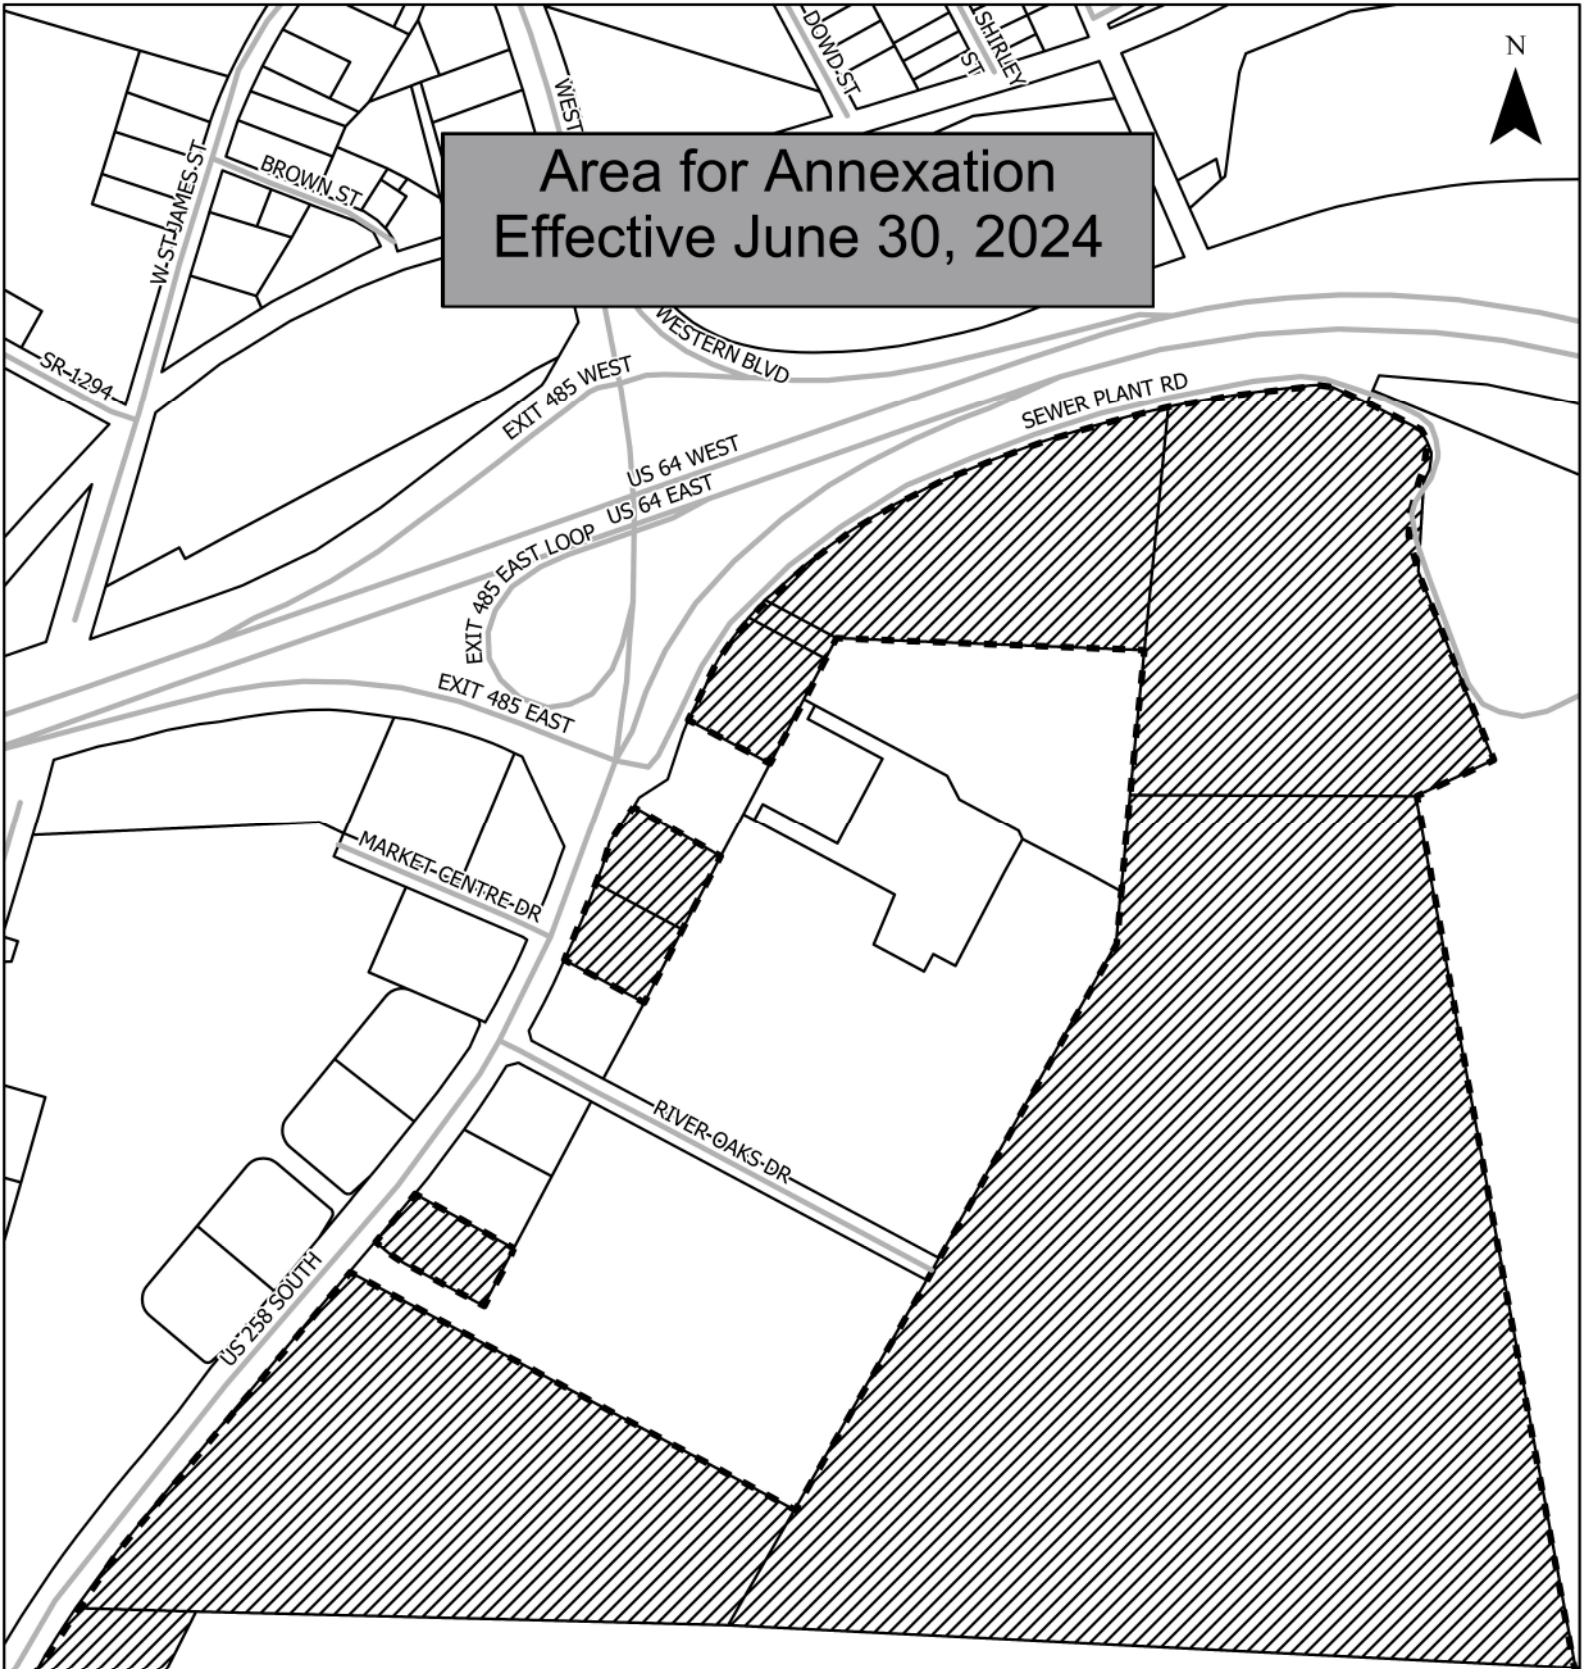 N
DOWD ST
SHIRLEY
ST
WEST
Area for Annexation
Effective June 30, 2024
BROWN ST
W ST JAMES ST
WESTERN BLVD
SR 1294
EXIT 485 WEST
SEWER PLANT RD
US 64 WEST
US 64 EAST
EXIT 485 EAST LOOP
EXIT 485 EAST
MARKET CENTRE DR
RIVER OAKS DR
US 258 SOUTH